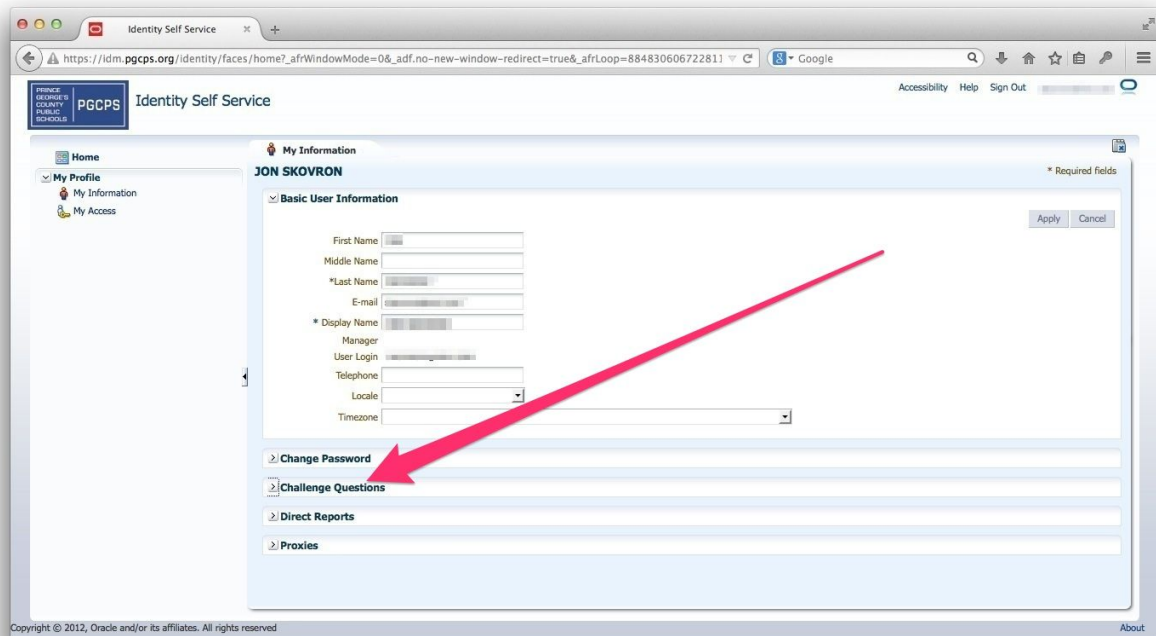 Identity Self Service
https://idm.pgcps.org/identity/faces/home?_afrWindowMode=0&_adf.no-new-window-redirect=true&_afrLoop=884830606722811
Google
PRINCE GEORGE'S COUNTY PUBLIC SCHOOLS
PGCPS
Identity Self Service
Accessibility Help Sign Out
Home
My Profile
My Information
My Access
My Information
JON SKOVRON
* Required fields
Basic User Information
Apply Cancel
First Name
Middle Name
*Last Name
E-mail
* Display Name
Manager
User Login
Telephone
Locale
Timezone
Change Password
Challenge Questions
Direct Reports
Proxies
Copyright © 2012, Oracle and/or its affiliates. All rights reserved
About